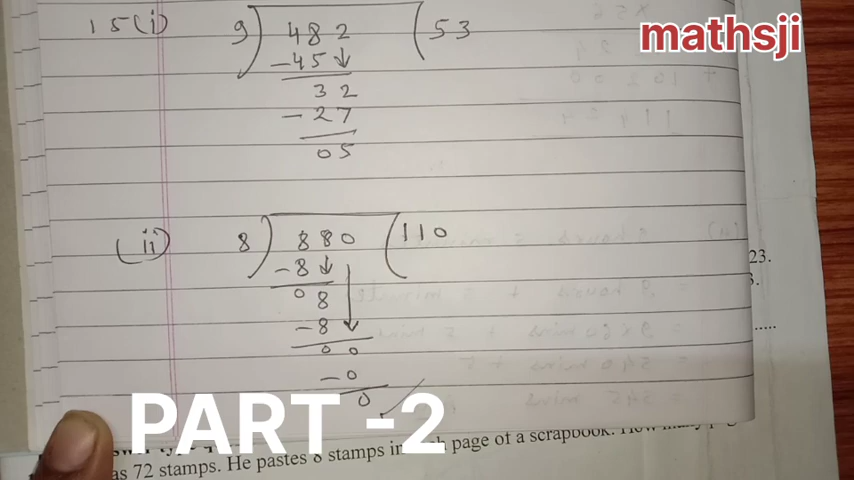 mathsji
15(i) 9) 482 (53
-45↓
32
-27
05
(ii) 8) 880 (110
-8↓
08
-8
00
-0
0 ✓
23.
PART -2
as 72 stamps. He pastes 8 stamps in page of a scrapbook.